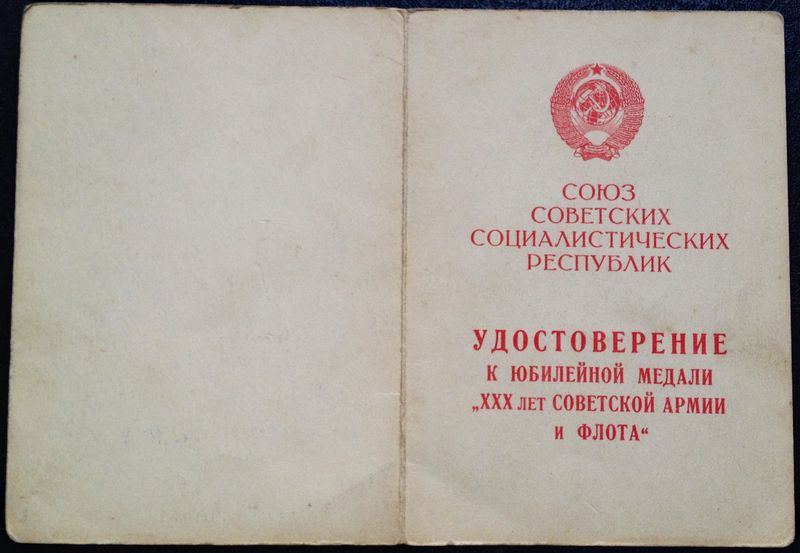 СОЮЗ
СОВЕТСКИХ
СОЦИАЛИСТИЧЕСКИХ
РЕСПУБЛИК
УДОСТОВЕРЕНИЕ
К ЮБИЛЕЙНОЙ МЕДАЛИ
„XXX ЛЕТ СОВЕТСКОЙ АРМИИ
И ФЛОТА“